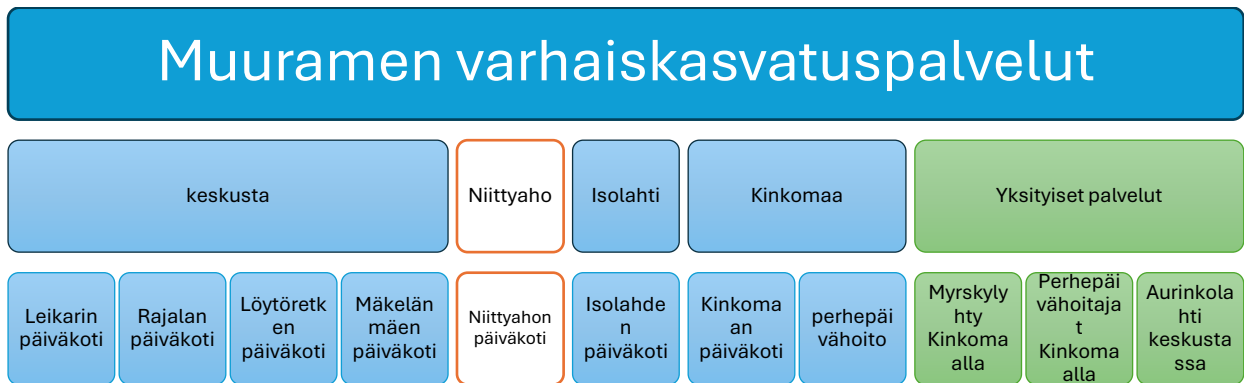 Muuramen varhaiskasvatuspalvelut
keskusta
Niittyaho
Isolahti
Kinkomaa
Yksityiset palvelut
Leikarin
päiväkoti
Rajalan
päiväkoti
Löytöretk
en
päiväkoti
Mäkelän
mäen
päiväkoti
Niittyahon
päiväkoti
Isolahde
n
päiväkoti
Kinkoma
an
päiväkoti
perhepäi
vähoito
Myrskyly
hty
Kinkoma
alla
Perhepäi
vähoitaja
t
Kinkoma
alla
Aurinkola
hti
keskusta
ssa